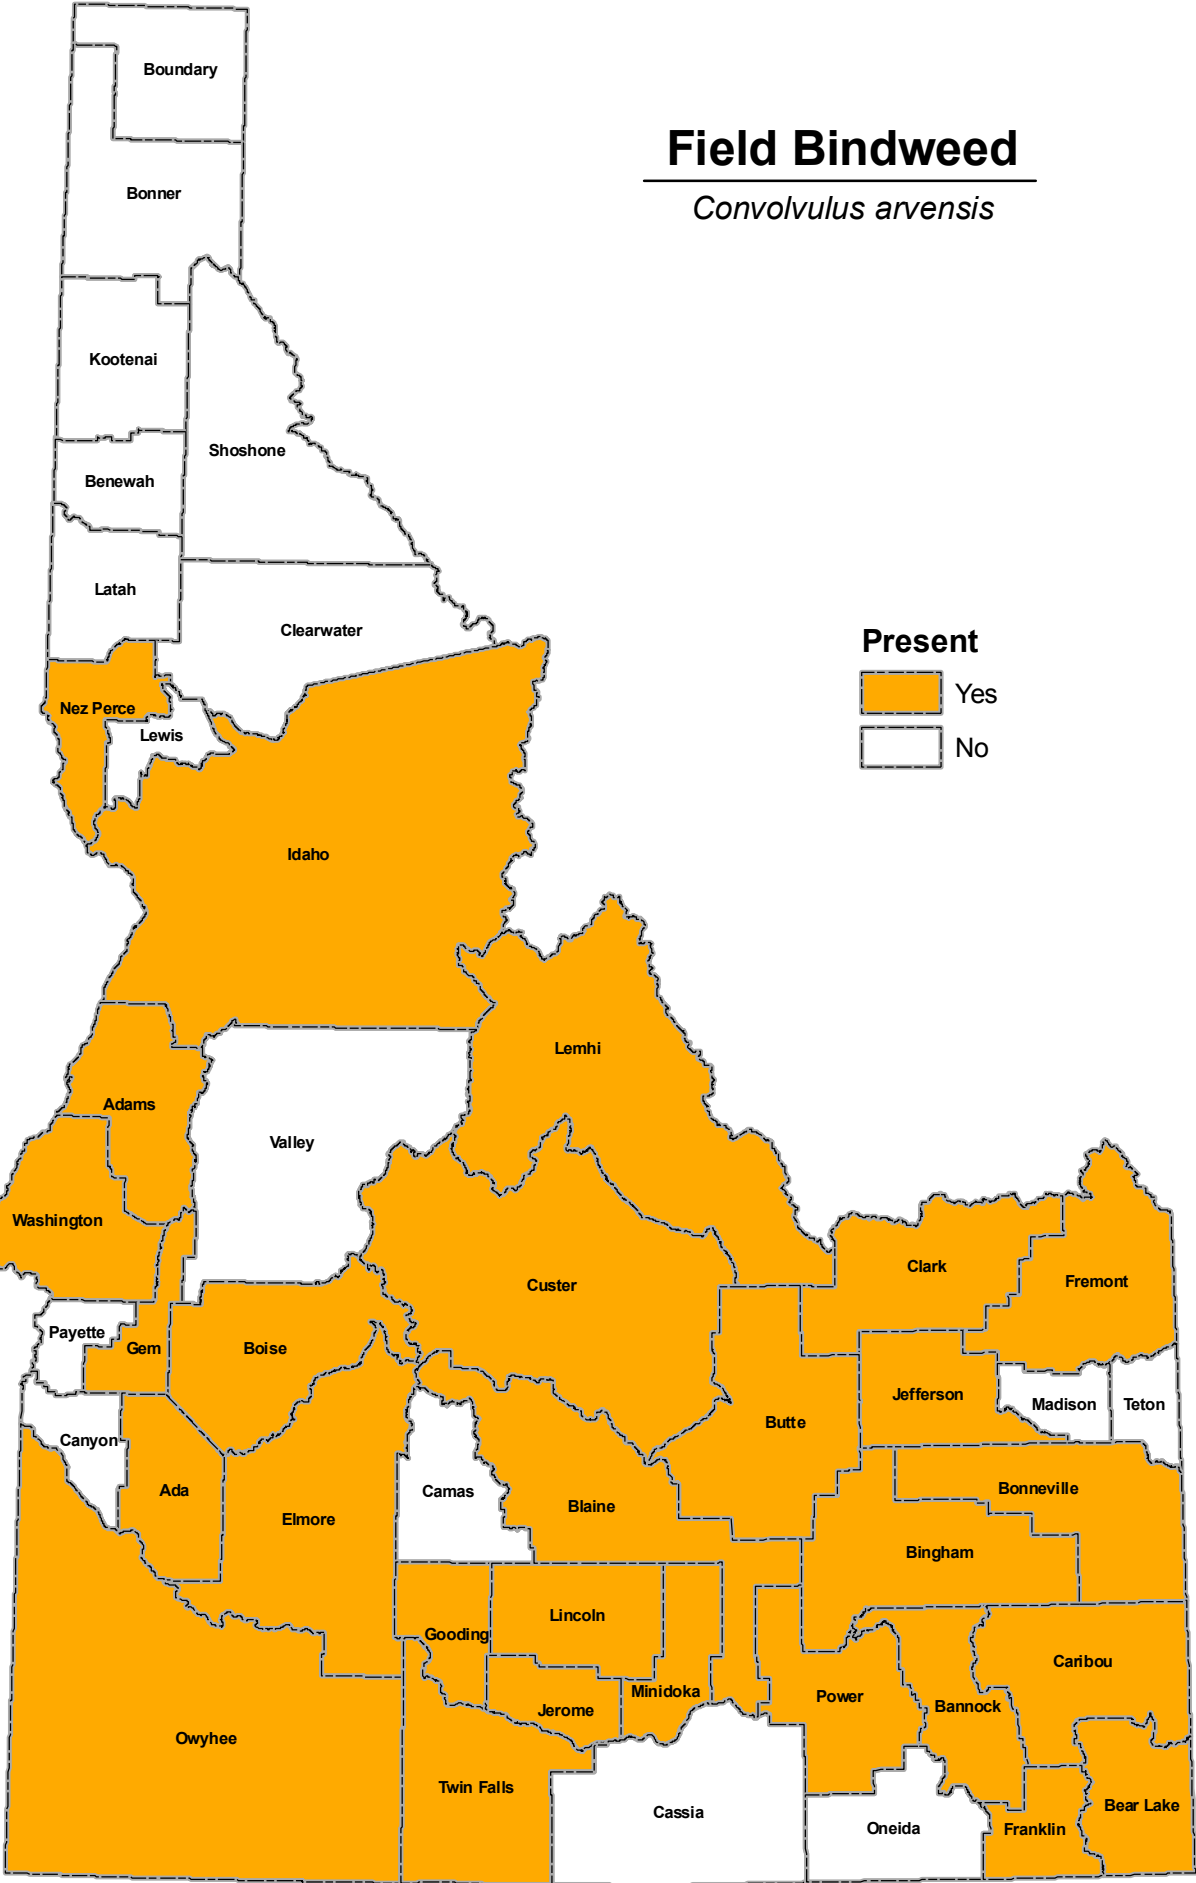 Boundary
Field Bindweed
Convolvulus arvensis
Bonner
Kootenai
Shoshone
Benewah
Latah
Clearwater
Present
Yes
No
Nez Perce
Lewis
Idaho
Lemhi
Adams
Valley
Washington
Clark
Fremont
Custer
Payette
Gem
Boise
Jefferson
Madison
Teton
Butte
Canyon
Ada
Camas
Bonneville
Blaine
Elmore
Bingham
Lincoln
Gooding
Caribou
Minidoka
Power
Bannock
Jerome
Owyhee
Twin Falls
Bear Lake
Cassia
Oneida
Franklin